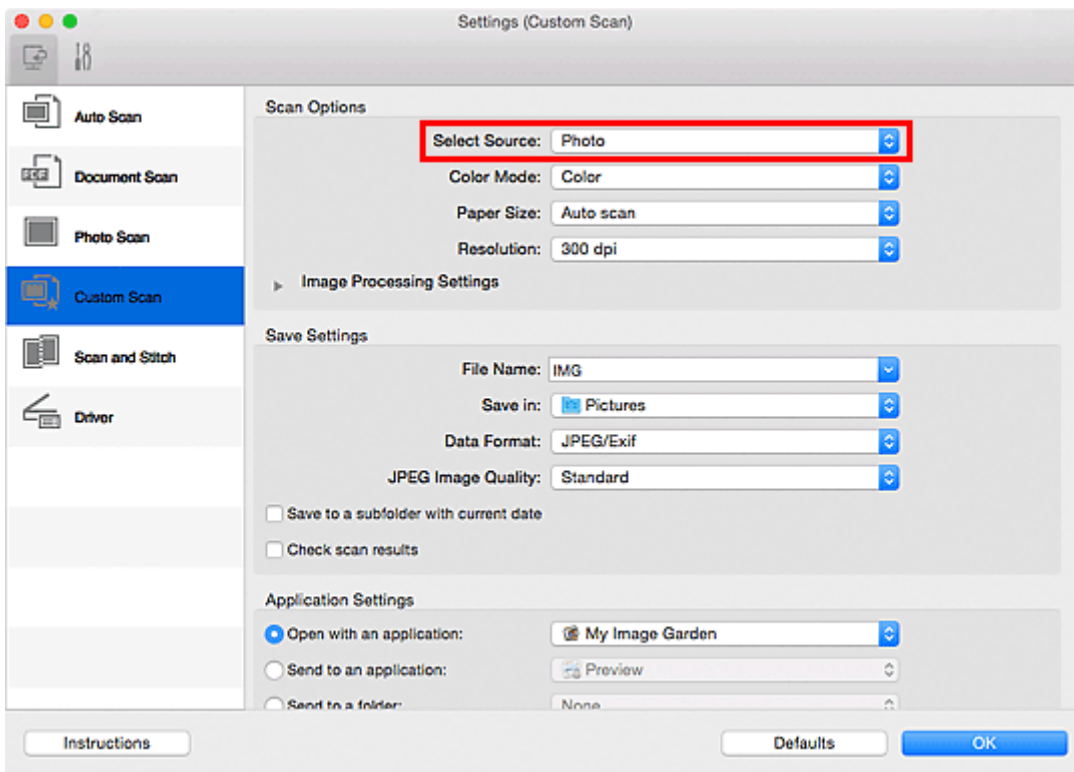 Settings (Custom Scan)
Auto Scan
Document Scan
Photo Scan
Custom Scan
Scan and Stitch
Driver
Scan Options
Select Source: Photo
Color Mode: Color
Paper Size: Auto scan
Resolution: 300 dpi
Image Processing Settings
Save Settings
File Name: IMG
Save in: Pictures
Data Format: JPEG/Exif
JPEG Image Quality: Standard
Save to a subfolder with current date
Check scan results
Application Settings
Open with an application: My Image Garden
Send to an application: Preview
Send to a folder: None
Instructions Defaults OK